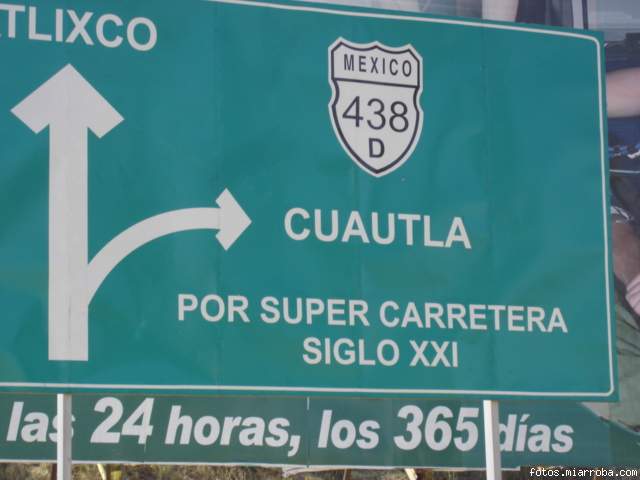 TLIXCO
MEXICO
438
D
CUAUTLA
POR SUPER CARRETERA
SIGLO XXI
las 24 horas, los 365 días
fotos.miarroba.com